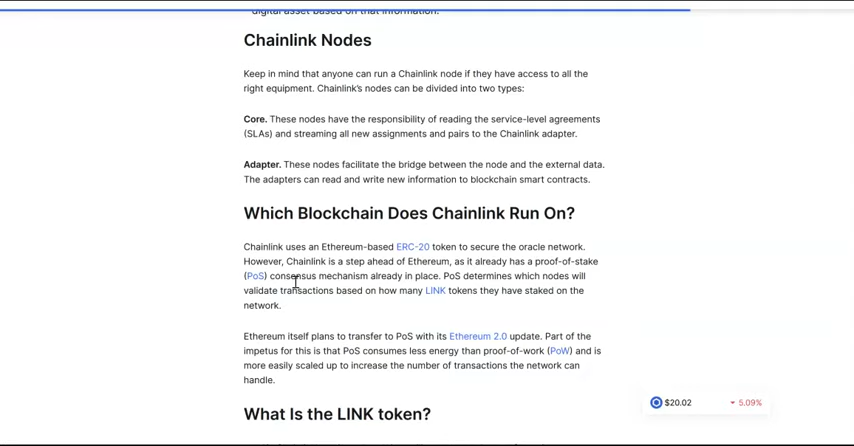 digital asset based on that information.
Chainlink Nodes
Keep in mind that anyone can run a Chainlink node if they have access to all the
right equipment. Chainlink's nodes can be divided into two types:
Core. These nodes have the responsibility of reading the service-level agreements
(SLAs) and streaming all new assignments and pairs to the Chainlink adapter.
Adapter. These nodes facilitate the bridge between the node and the external data.
The adapters can read and write new information to blockchain smart contracts.
Which Blockchain Does Chainlink Run On?
Chainlink uses an Ethereum-based ERC-20 token to secure the oracle network.
However, Chainlink is a step ahead of Ethereum, as it already has a proof-of-stake
(PoS) consensus mechanism already in place. PoS determines which nodes will
validate transactions based on how many LINK tokens they have staked on the
network.
Ethereum itself plans to transfer to PoS with its Ethereum 2.0 update. Part of the
impetus for this is that PoS consumes less energy than proof-of-work (PoW) and is
more easily scaled up to increase the number of transactions the network can
handle.
$20.02 5.09%
What Is the LINK token?